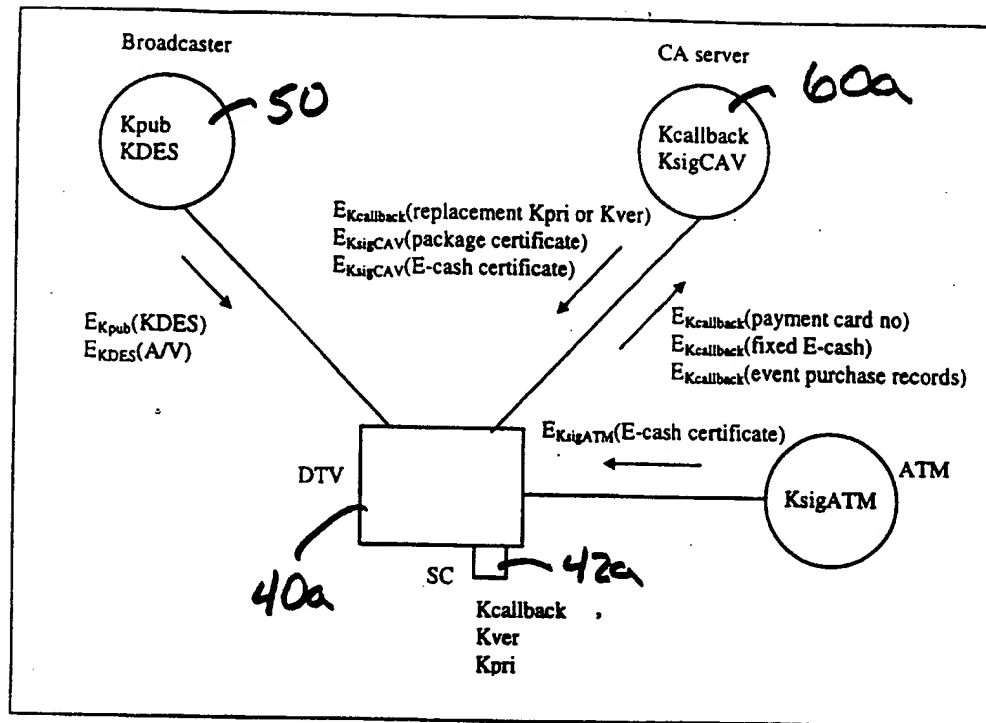 Broadcaster
CA server
50
60a
Kpub
KDES
Kcallback
KsigCAV
EKcallback(replacement Kpri or Kver)
EKsigCAV(package certificate)
EKsigCAV(E-cash certificate)
EKpub(KDES)
EKDES(A/V)
EKcallback(payment card no)
EKcallback(fixed E-cash)
EKcallback(event purchase records)
EKsigATM(E-cash certificate)
ATM
DTV
KsigATM
SC
42a
40a
Kcallback
Kver
Kpri